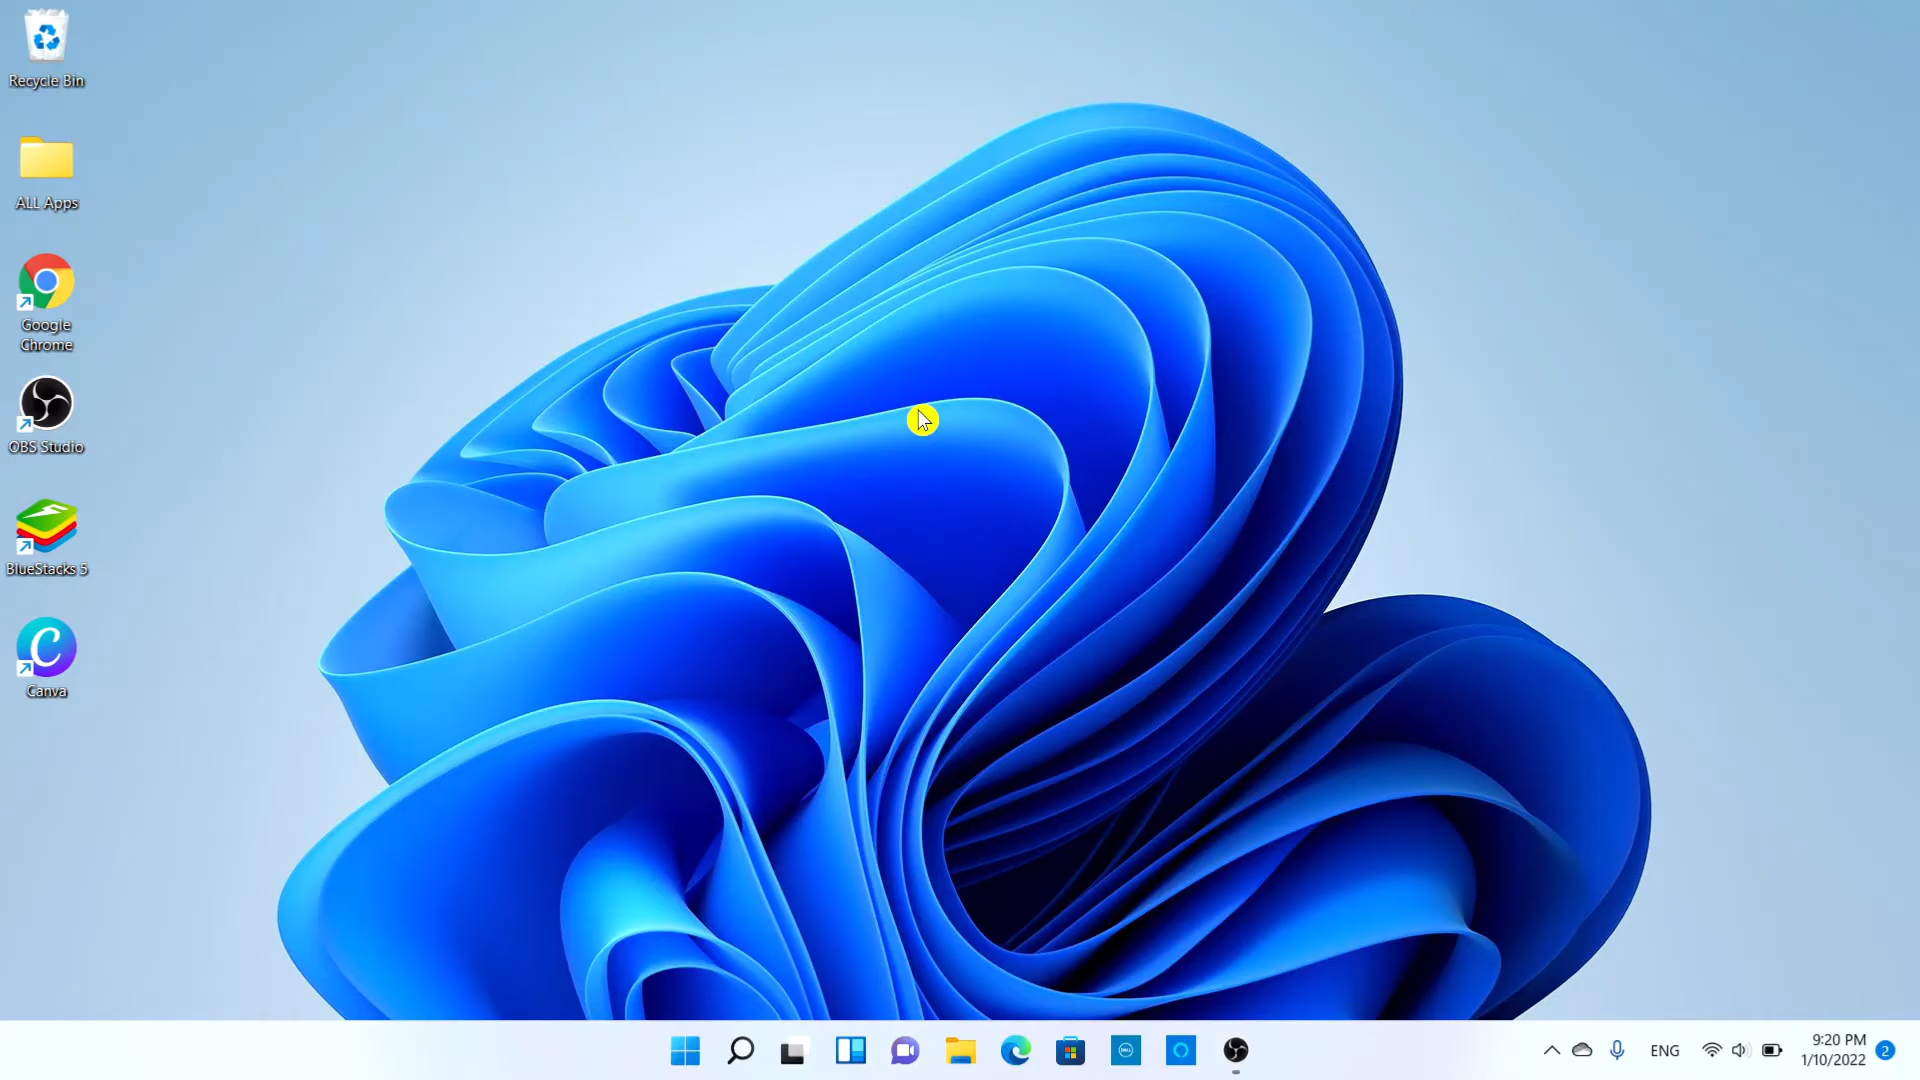 Recycle Bin
ALL Apps
Google
Chrome
OBS Studio
BlueStacks 5
C
Canva
DELL
ENG
9:20 PM
1/10/2022
2